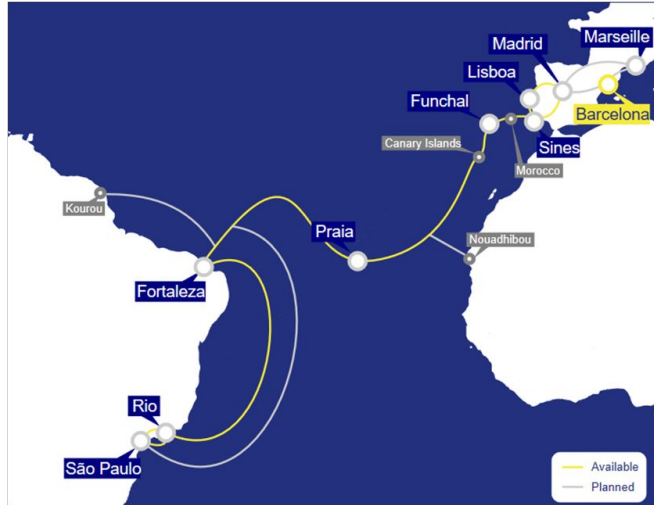 Marseille
Madrid
Lisboa
Funchal
Barcelona
Sines
Canary Islands
Morocco
Kourou
Praia
Nouadhibou
Fortaleza
Rio
São Paulo
Available
Planned